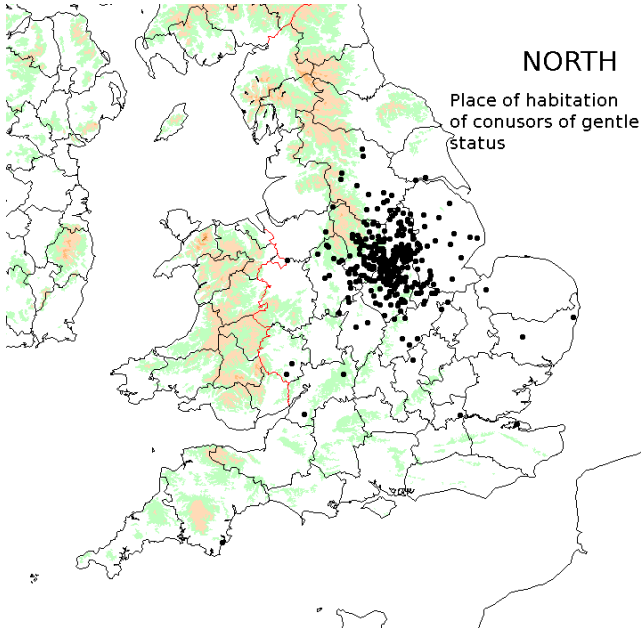 NORTH
Place of habitation
of conusors of gentle
status